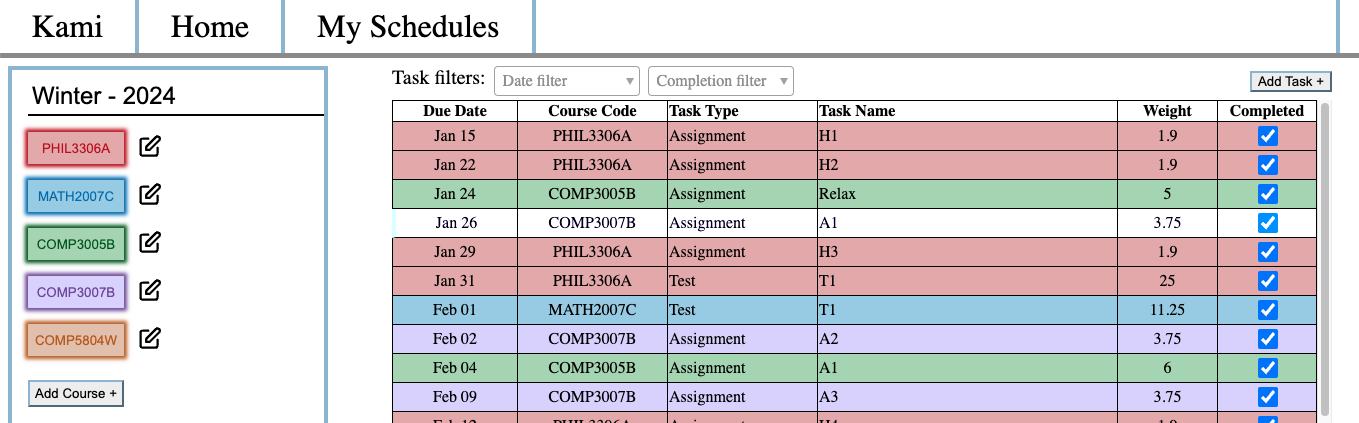 Kami Home My Schedules
Winter - 2024
PHIL3306A
MATH2007C
COMP3005B
COMP3007B
COMP5804W
Add Course +
Task filters: Date filter Completion filter Add Task +
Due Date Course Code Task Type Task Name Weight Completed
Jan 15 PHIL3306A Assignment H1 1.9
Jan 22 PHIL3306A Assignment H2 1.9
Jan 24 COMP3005B Assignment Relax 5
Jan 26 COMP3007B Assignment A1 3.75
Jan 29 PHIL3306A Assignment H3 1.9
Jan 31 PHIL3306A Test T1 25
Feb 01 MATH2007C Test T1 11.25
Feb 02 COMP3007B Assignment A2 3.75
Feb 04 COMP3005B Assignment A1 6
Feb 09 COMP3007B Assignment A3 3.75